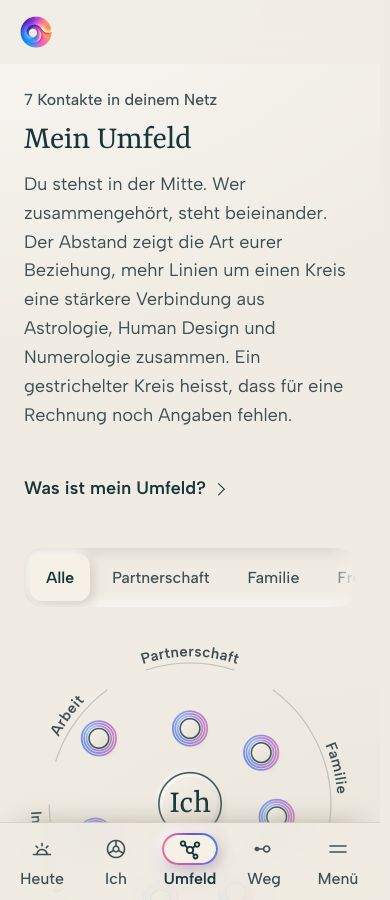 7 Kontakte in deinem Netz
Mein Umfeld
Du stehst in der Mitte. Wer
zusammengehört, steht beieinander.
Der Abstand zeigt die Art eurer
Beziehung, mehr Linien um einen Kreis
eine stärkere Verbindung aus
Astrologie, Human Design und
Numerologie zusammen. Ein
gestrichelter Kreis heisst, dass für eine
Rechnung noch Angaben fehlen.
Was ist mein Umfeld?
Alle Partnerschaft Familie
Partnerschaft
Arbeit
Familie
Ich
Heute Ich Umfeld Weg Menü